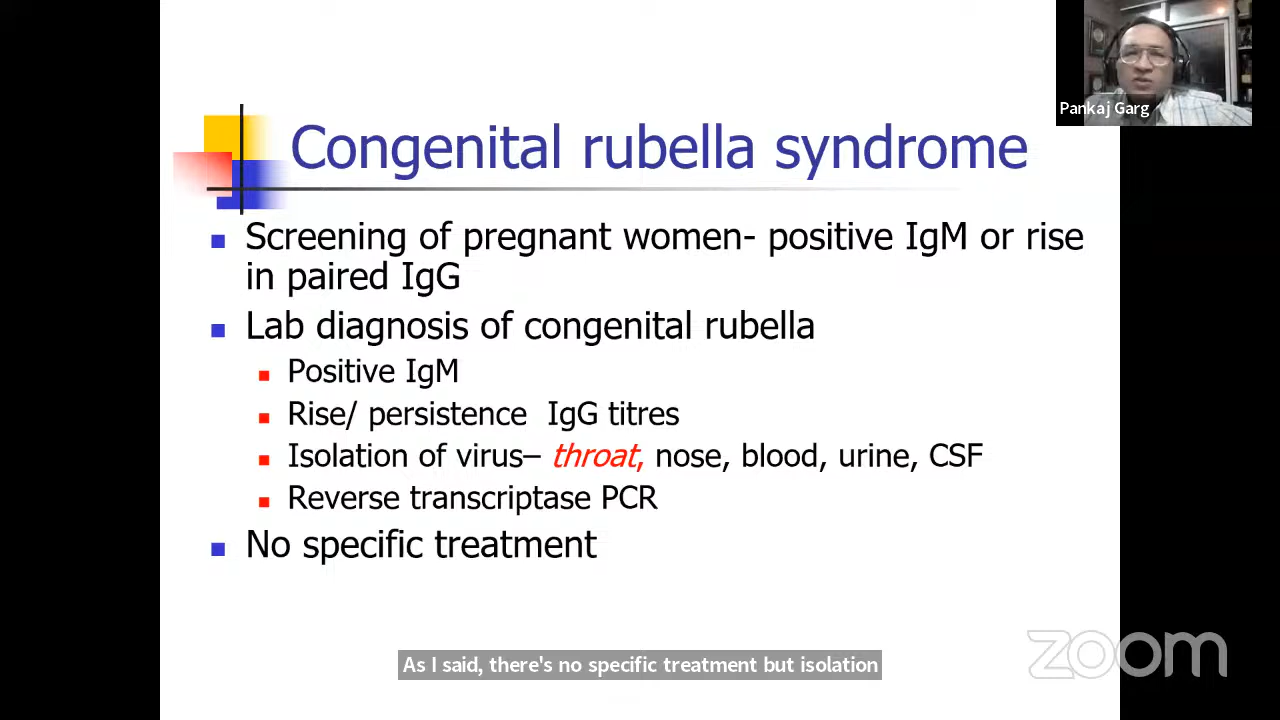 Pankaj Garg
Congenital rubella syndrome
Screening of pregnant women- positive IgM or rise
in paired IgG
Lab diagnosis of congenital rubella
Positive IgM
Rise/ persistence IgG titres
Isolation of virus– throat, nose, blood, urine, CSF
Reverse transcriptase PCR
No specific treatment
As I said, there's no specific treatment but isolation
zoom